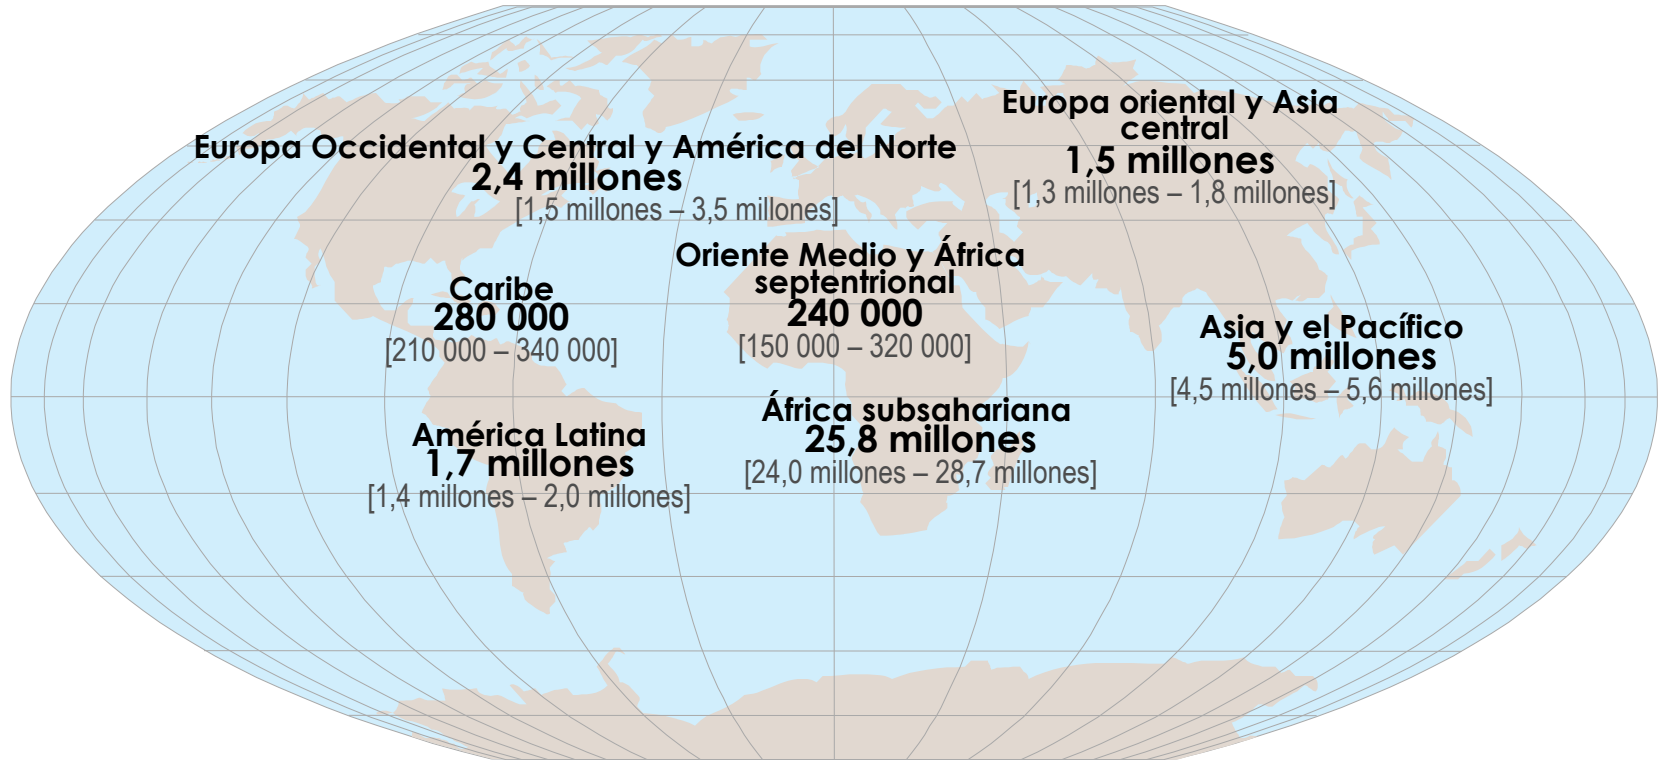 Europa oriental y Asia
central
1,5 millones
[1,3 millones – 1,8 millones]
Europa Occidental y Central y América del Norte
2,4 millones
[1,5 millones – 3,5 millones]
Oriente Medio y África
septentrional
240 000
[150 000 – 320 000]
Caribe
280 000
[210 000 – 340 000]
Asia y el Pacífico
5,0 millones
[4,5 millones – 5,6 millones]
África subsahariana
25,8 millones
[24,0 millones – 28,7 millones]
América Latina
1,7 millones
[1,4 millones – 2,0 millones]